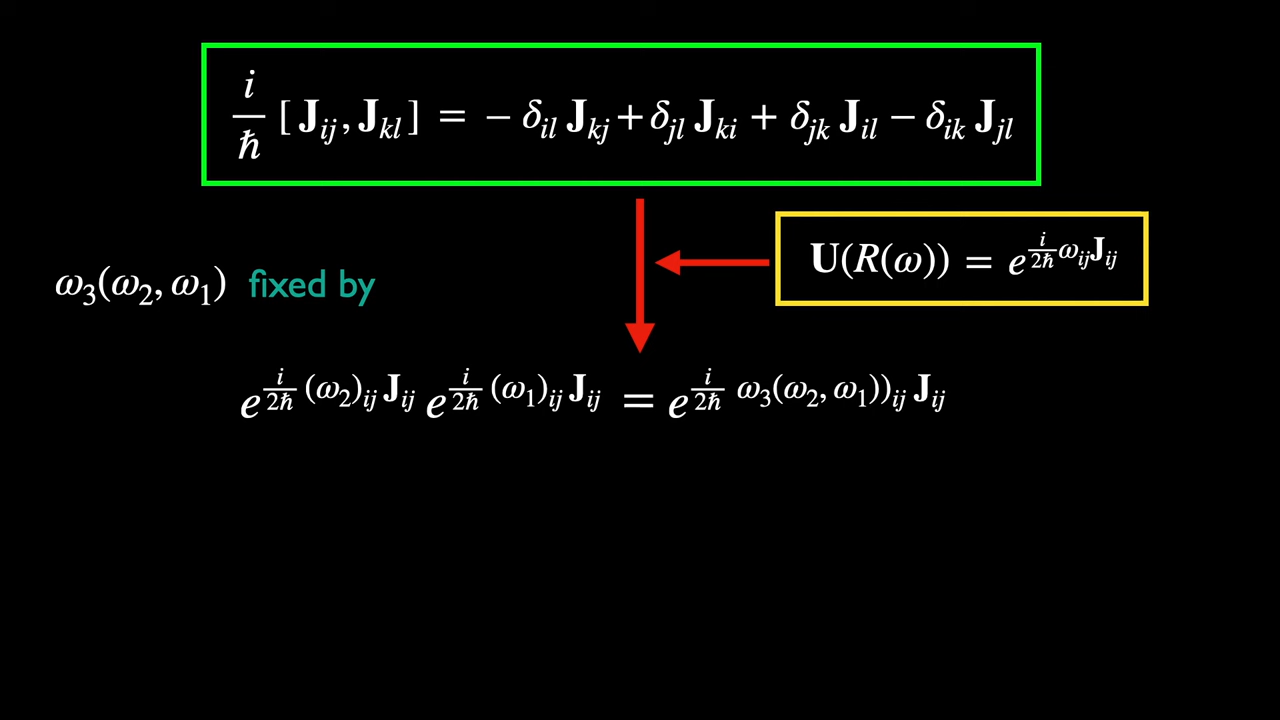 i/ħ [ J_ij, J_kl ] = − δ_il J_kj + δ_jl J_ki + δ_jk J_il − δ_ik J_jl
U(R(ω)) = e^{i/2ħ ω_ij J_ij}
ω_3(ω_2, ω_1) fixed by
e^{i/2ħ (ω_2)_ij J_ij} e^{i/2ħ (ω_1)_ij J_ij} = e^{i/2ħ ω_3(ω_2, ω_1))_ij J_ij}